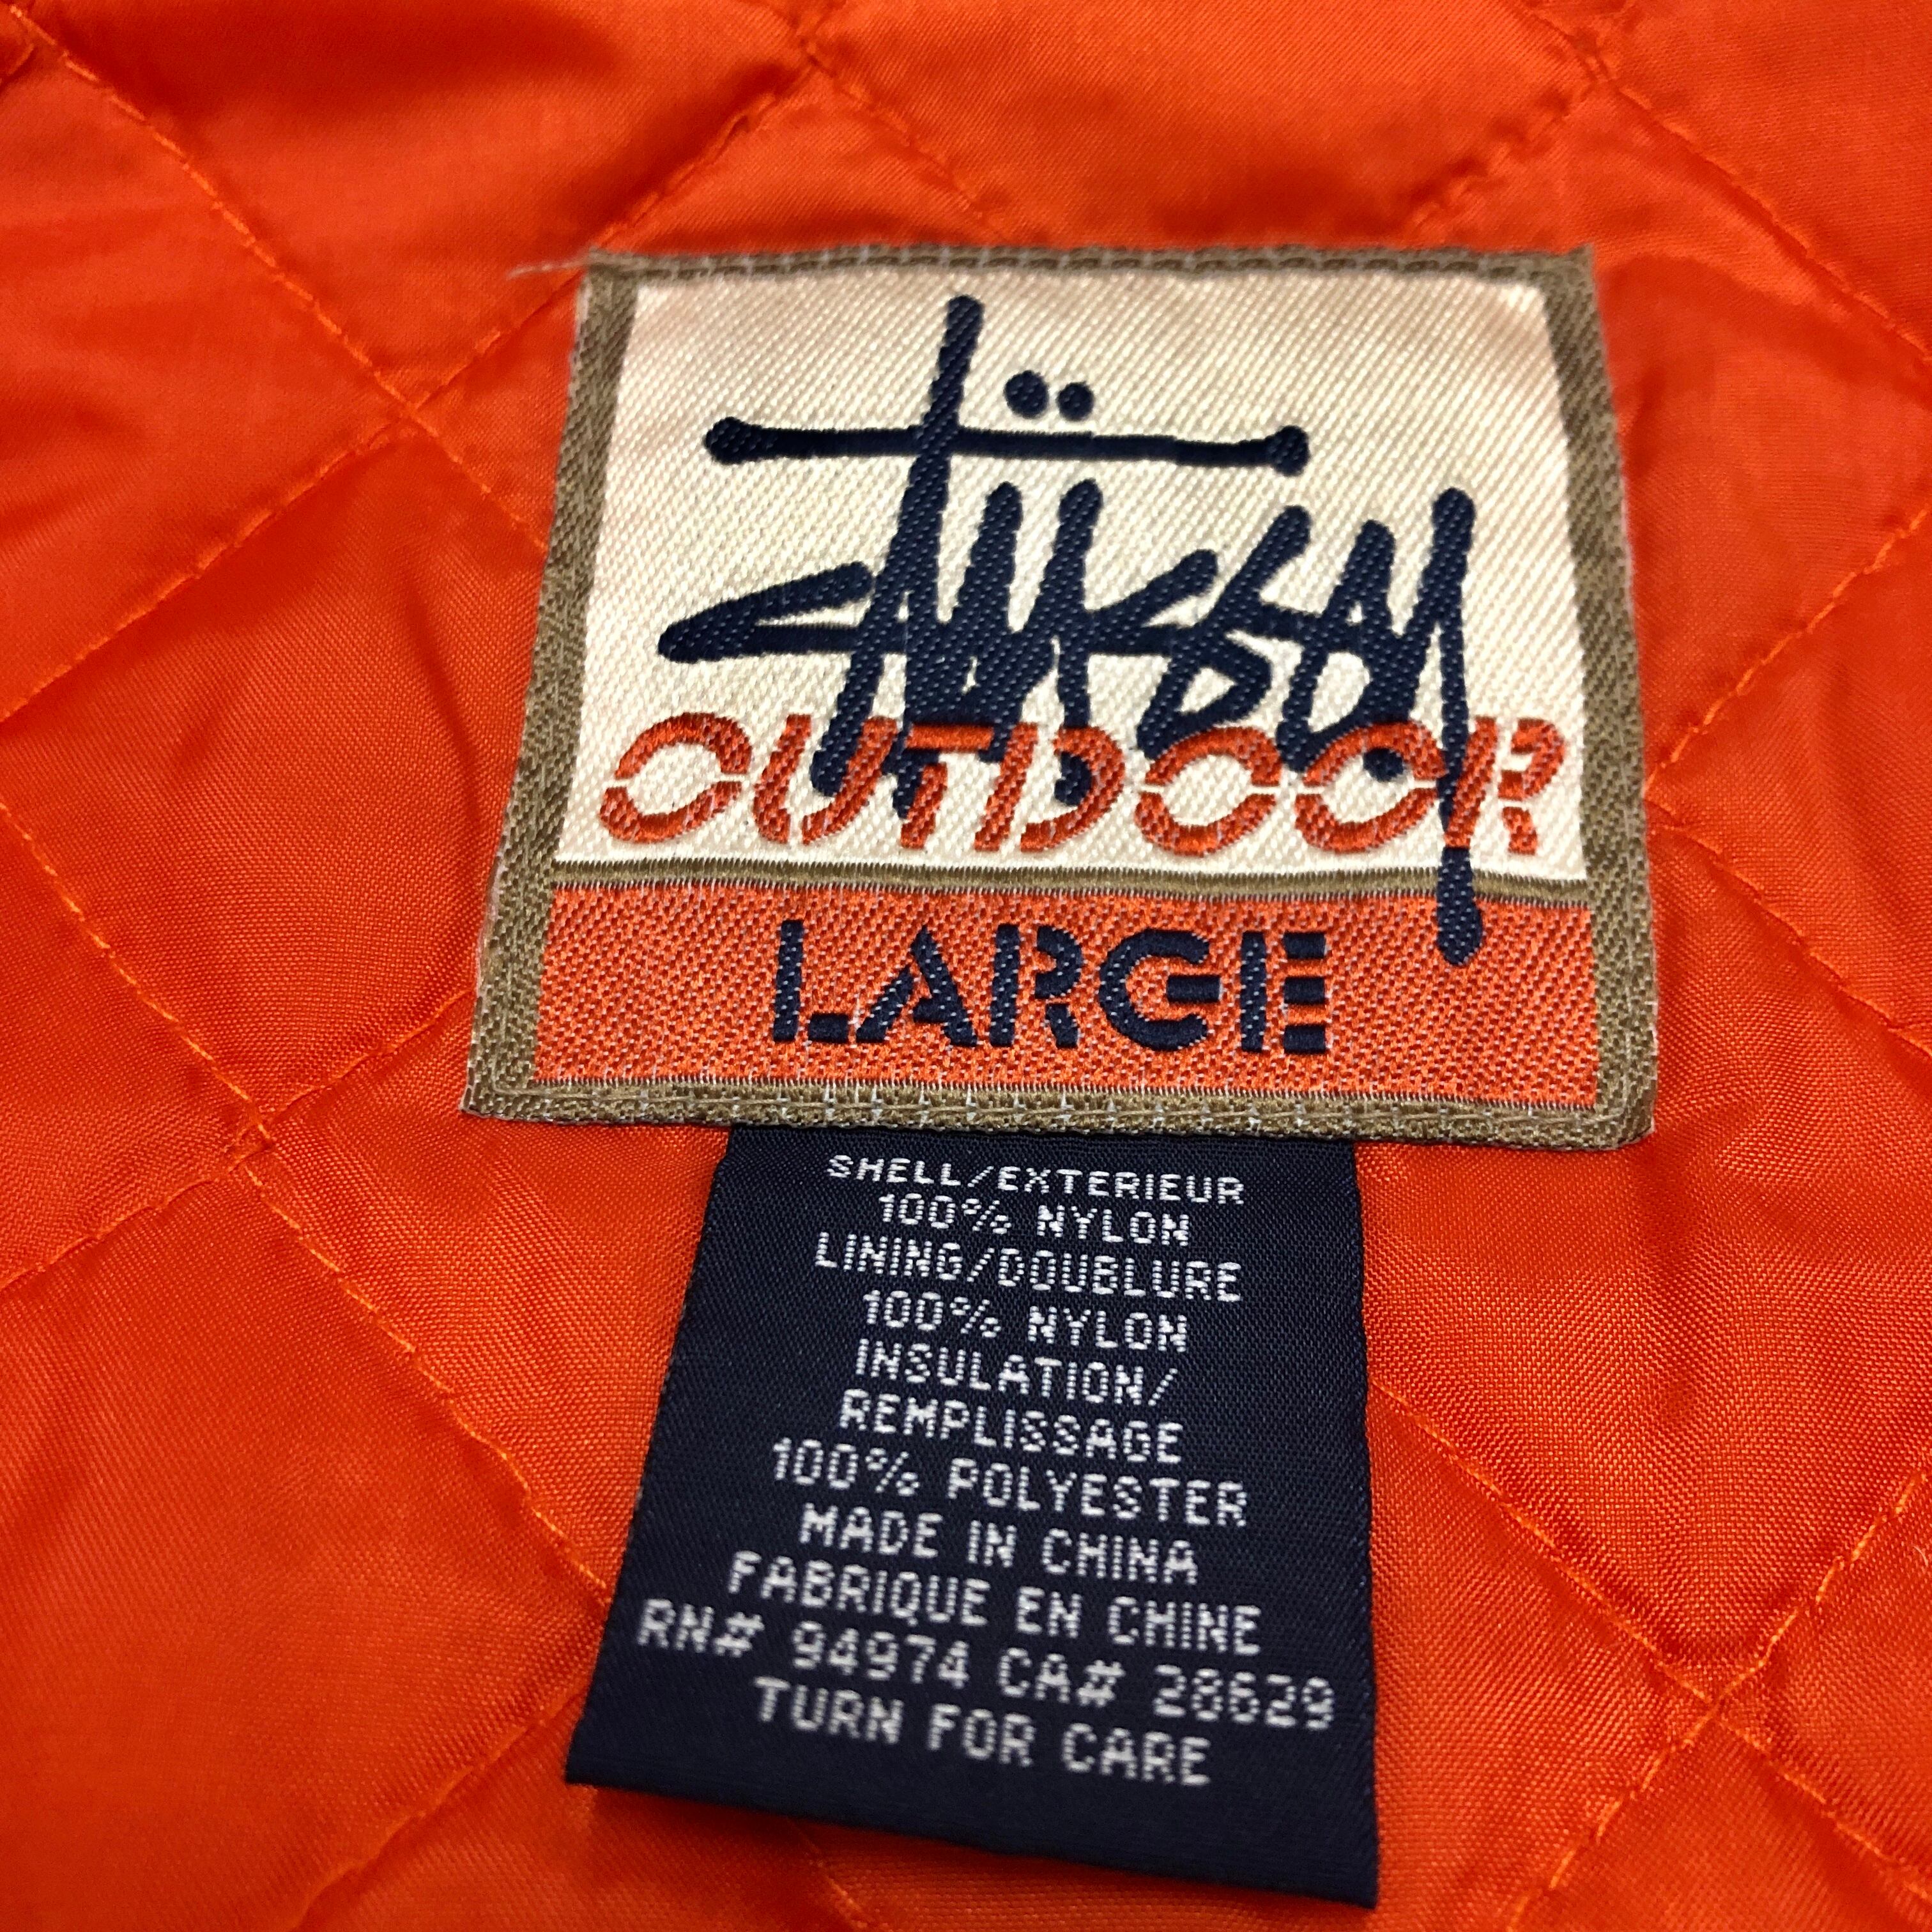 Stüssy
OUTDOOR
LARGE
SHELL/EXTERIEUR
100% NYLON
LINING/DOUBLURE
100% NYLON
INSULATION/
REMPLISSAGE
100% POLYESTER
MADE IN CHINA
FABRIQUE EN CHINE
RN# 94974 CA# 28629
TURN FOR CARE